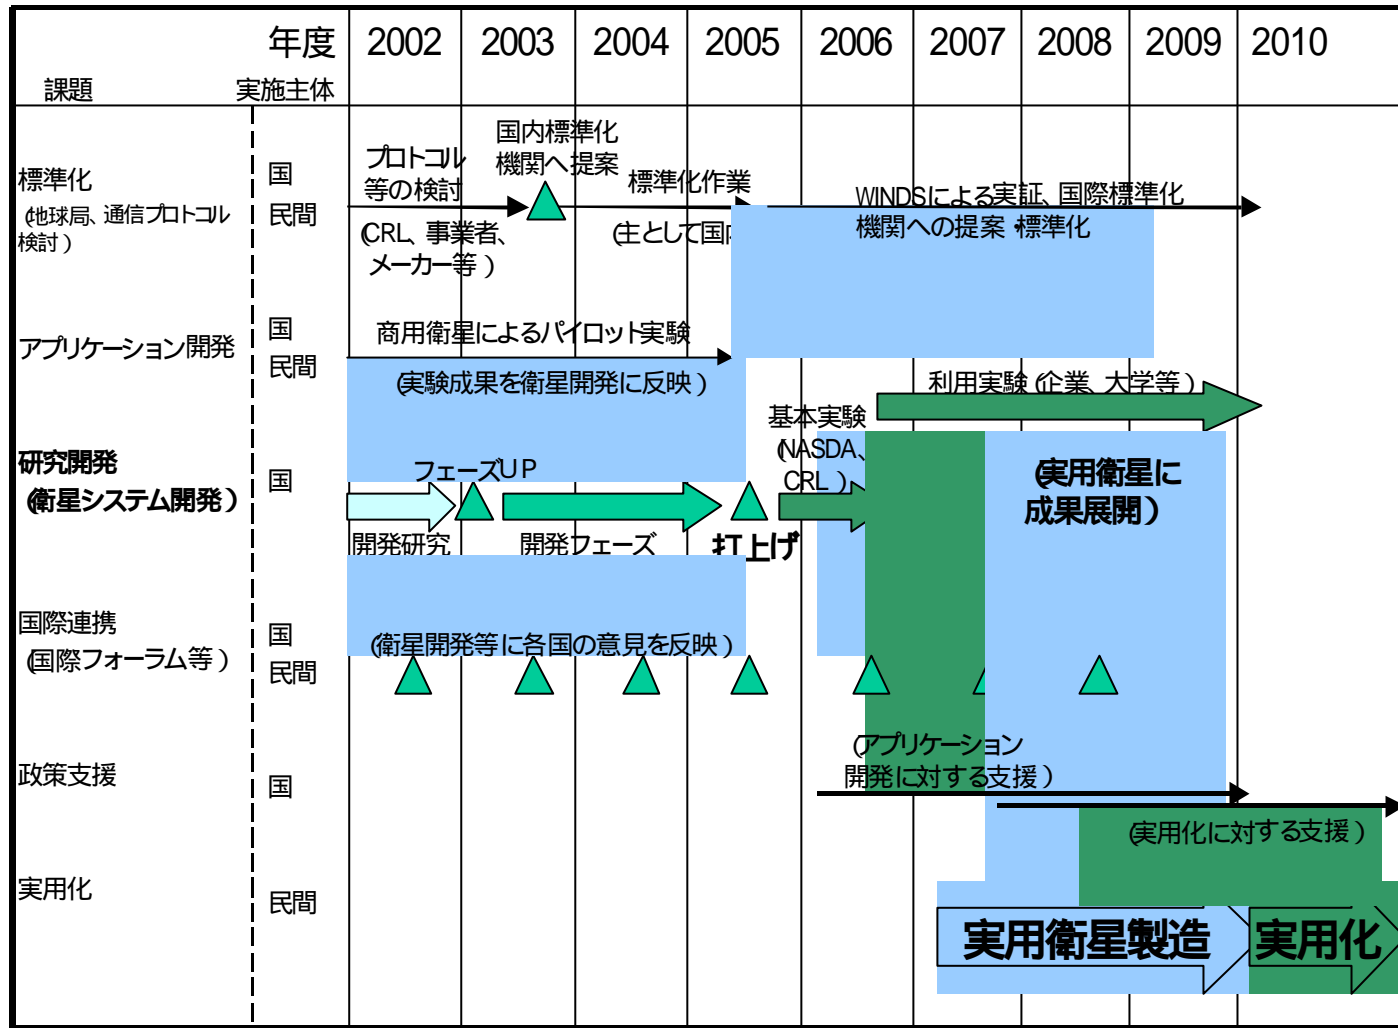 年度 2002 2003 2004 2005 2006 2007 2008 2009 2010
課題 実施主体
標準化
(地球局、通信プロトコル
検討)
国
民間
プロトコル
等の検討
(CRL、事業者、
メーカー等)
国内標準化
機関へ提案
標準化作業
(主として国内
WINDSによる実証、国際標準化
機関への提案・標準化
アプリケーション開発
国
民間
商用衛星によるパイロット実験
(実験成果を衛星開発に反映)
利用実験(企業、大学等)
研究開発
(衛星システム開発)
国
フェーズUP
開発研究
開発フェーズ
打上げ
基本実験
(NASDA、
CRL)
(実用衛星に
成果展開)
国際連携
(国際フォーラム等)
国
民間
(衛星開発等に各国の意見を反映)
政策支援
国
(アプリケーション
開発に対する支援)
(実用化に対する支援)
実用化
民間
実用衛星製造
実用化